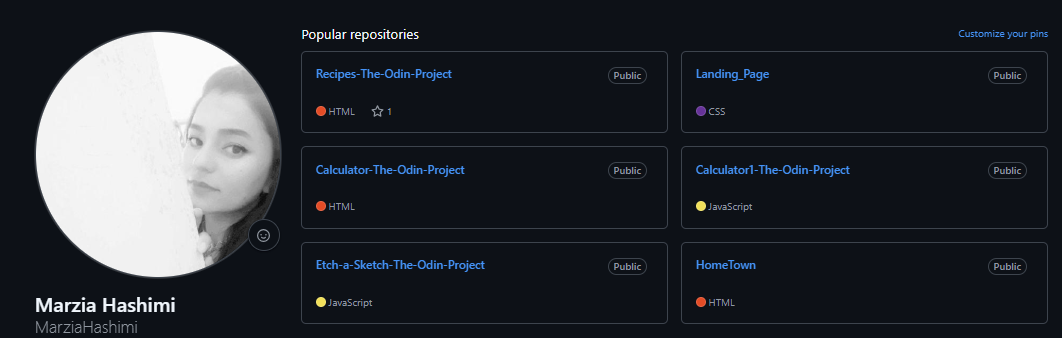 Popular repositories
Customize your pins
Recipes-The-Odin-Project
Public
HTML
1
Landing_Page
Public
CSS
Calculator-The-Odin-Project
Public
HTML
Calculator1-The-Odin-Project
Public
JavaScript
Etch-a-Sketch-The-Odin-Project
Public
JavaScript
HomeTown
Public
HTML
Marzia Hashimi
MarziaHashimi